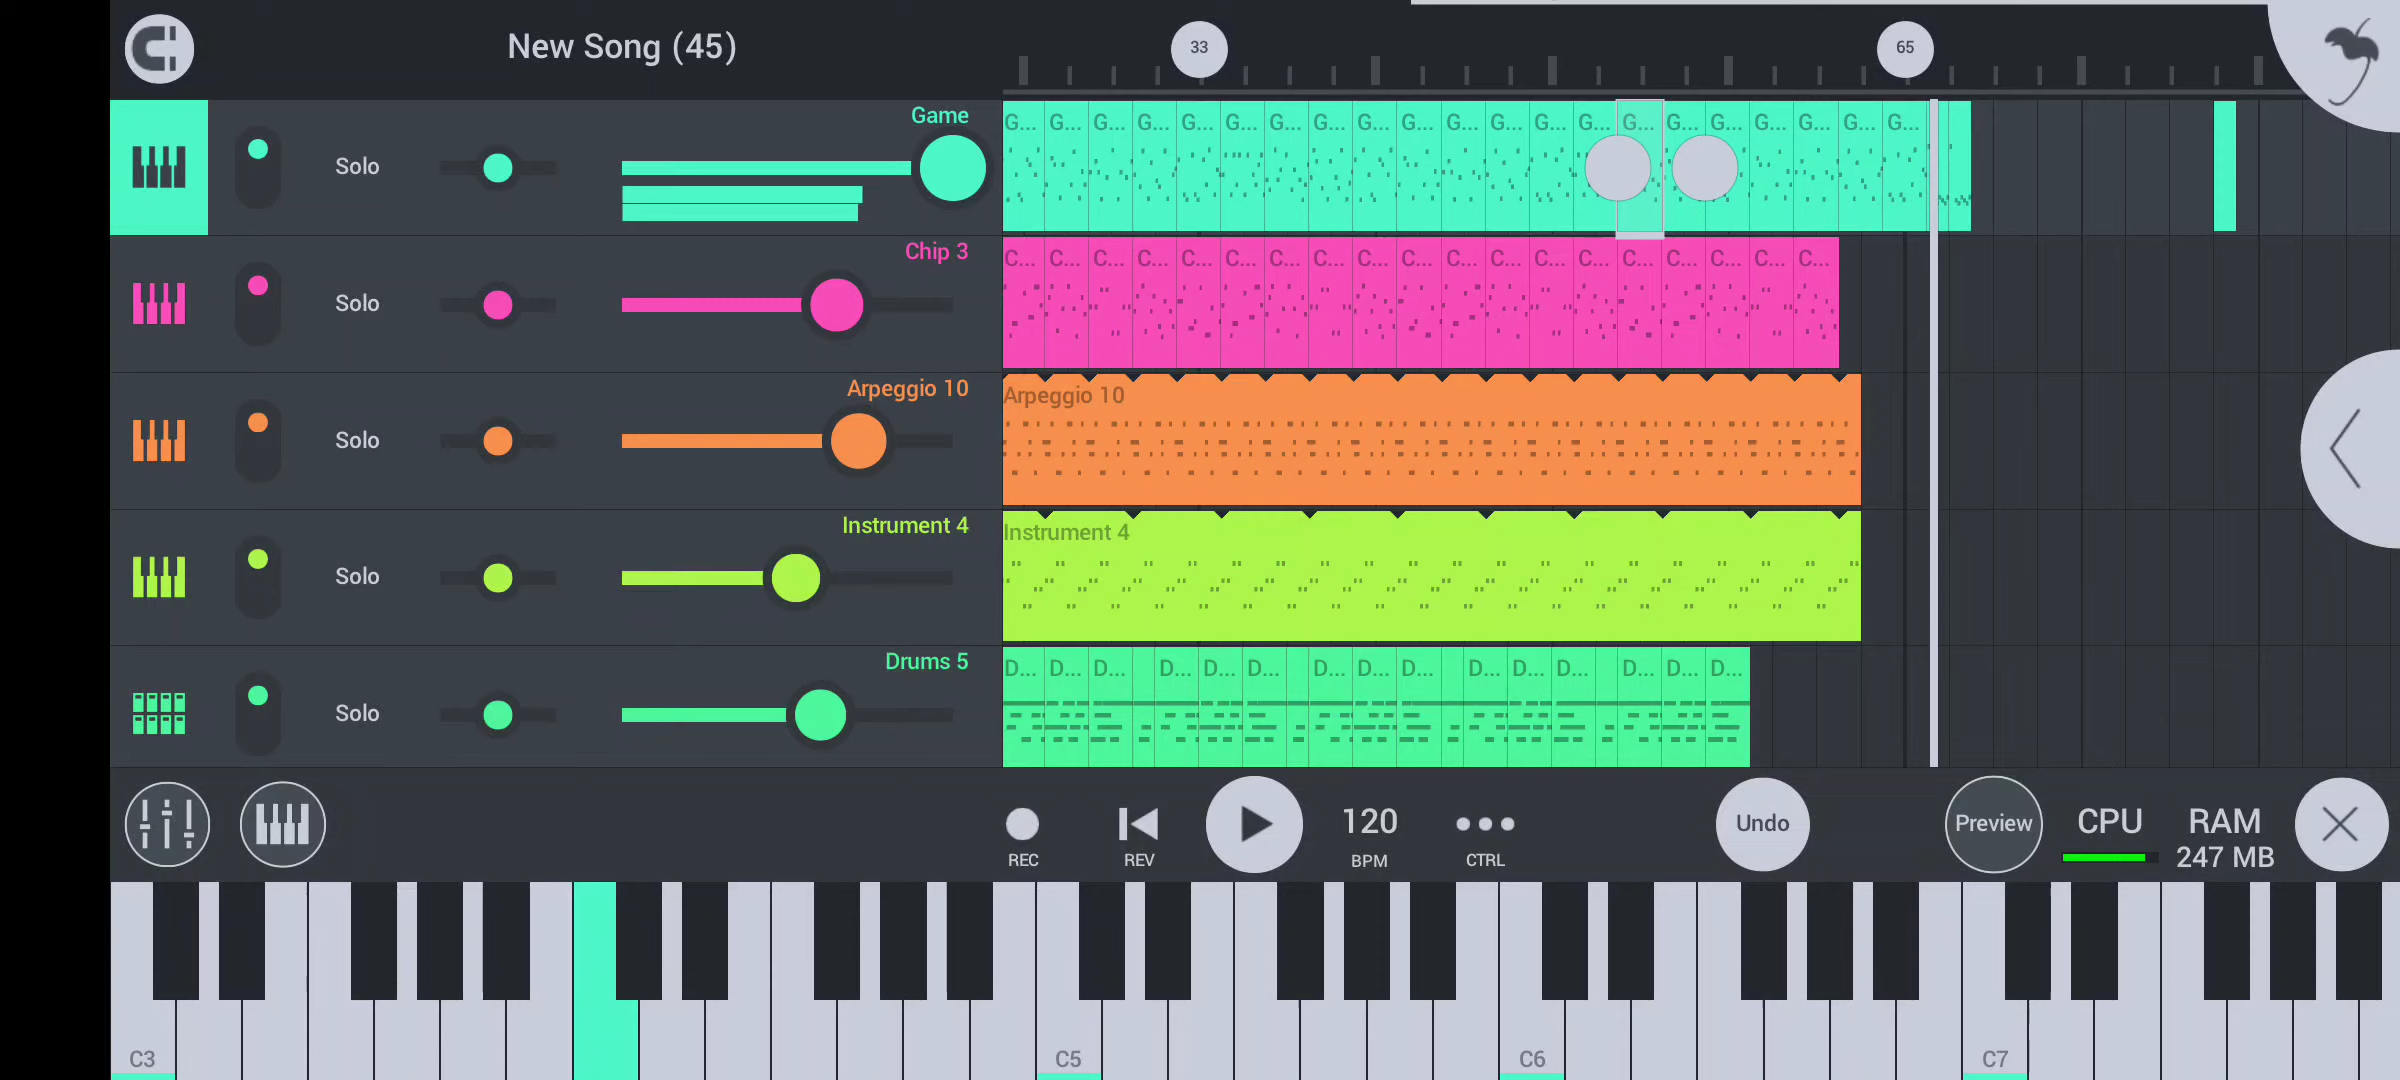 New Song (45)
33
65
Game
Solo
G... G... G... G... G... G... G... G... G... G... G... G... G... G... G... G... G... G... G... G... G...
Chip 3
Solo
C... C... C... C... C... C... C... C... C... C... C... C... C... C... C... C... C... C... C...
Arpeggio 10
Solo
Arpeggio 10
Instrument 4
Solo
Instrument 4
Drums 5
Solo
D... D... D... D... D... D... D... D... D... D... D... D... D... D... D...
REC
REV
120
BPM
CTRL
Undo
Preview
CPU
RAM
247 MB
C3
C5
C6
C7